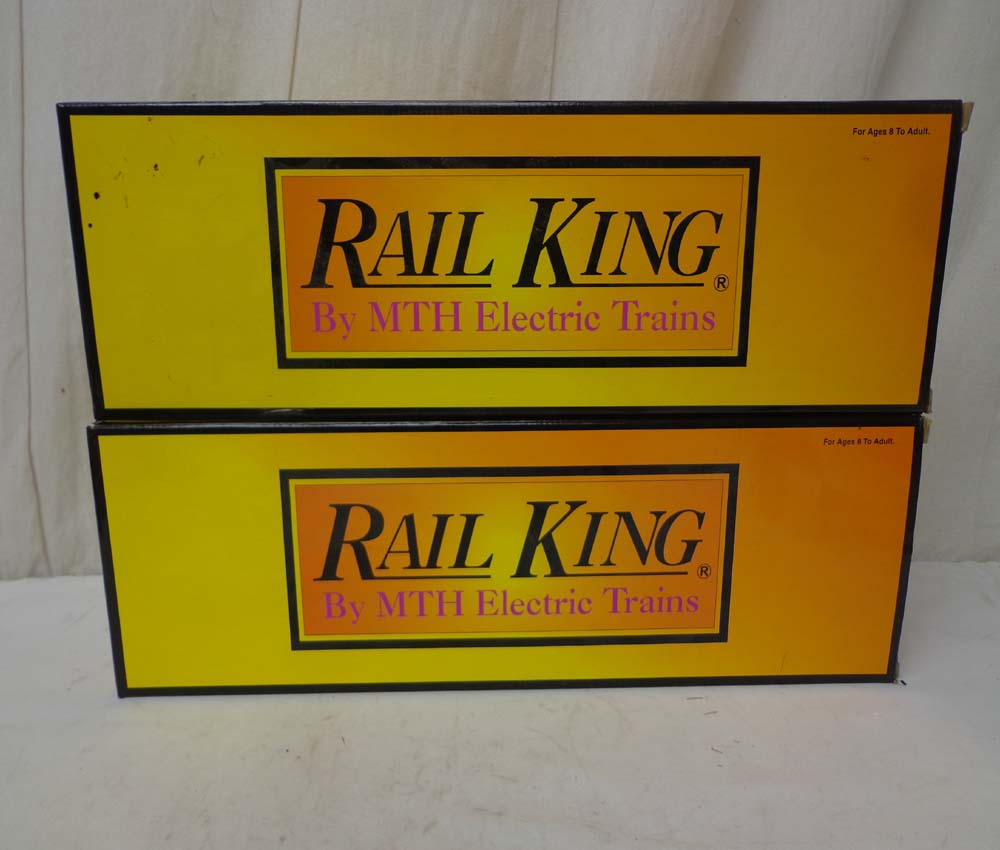 For Ages 8 To Adult.
RAIL KING®
By MTH Electric Trains
For Ages 8 To Adult.
RAIL KING®
By MTH Electric Trains